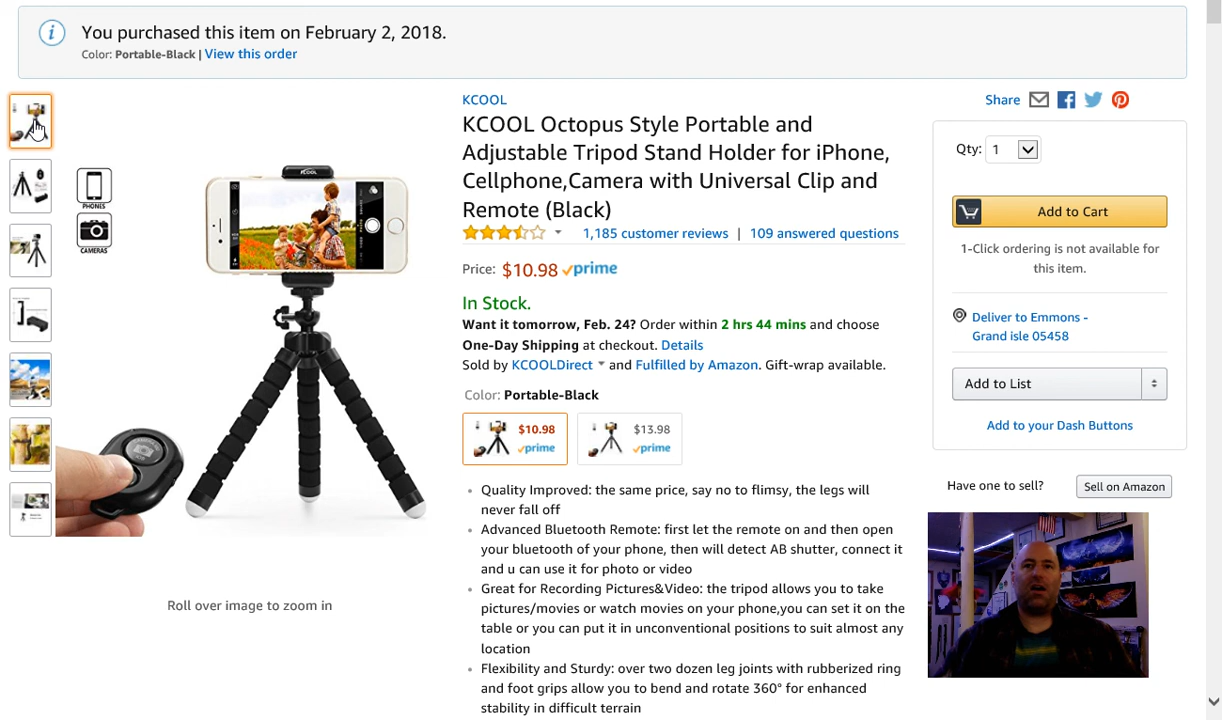 You purchased this item on February 2, 2018.
Color: Portable-Black | View this order
PHONES
CAMERAS
KCOOL
Roll over image to zoom in
KCOOL
KCOOL Octopus Style Portable and
Adjustable Tripod Stand Holder for iPhone,
Cellphone,Camera with Universal Clip and
Remote (Black)
1,185 customer reviews | 109 answered questions
Price: $10.98 prime
In Stock.
Want it tomorrow, Feb. 24? Order within 2 hrs 44 mins and choose
One-Day Shipping at checkout. Details
Sold by KCOOLDirect and Fulfilled by Amazon. Gift-wrap available.
Color: Portable-Black
$10.98 prime
$13.98 prime
Quality Improved: the same price, say no to flimsy, the legs will
never fall off
Advanced Bluetooth Remote: first let the remote on and then open
your bluetooth of your phone, then will detect AB shutter, connect it
and u can use it for photo or video
Great for Recording Pictures&Video: the tripod allows you to take
pictures/movies or watch movies on your phone,you can set it on the
table or you can put it in unconventional positions to suit almost any
location
Flexibility and Sturdy: over two dozen leg joints with rubberized ring
and foot grips allow you to bend and rotate 360° for enhanced
stability in difficult terrain
Share
Qty: 1
Add to Cart
1-Click ordering is not available for
this item.
Deliver to Emmons -
Grand isle 05458
Add to List
Add to your Dash Buttons
Have one to sell? Sell on Amazon